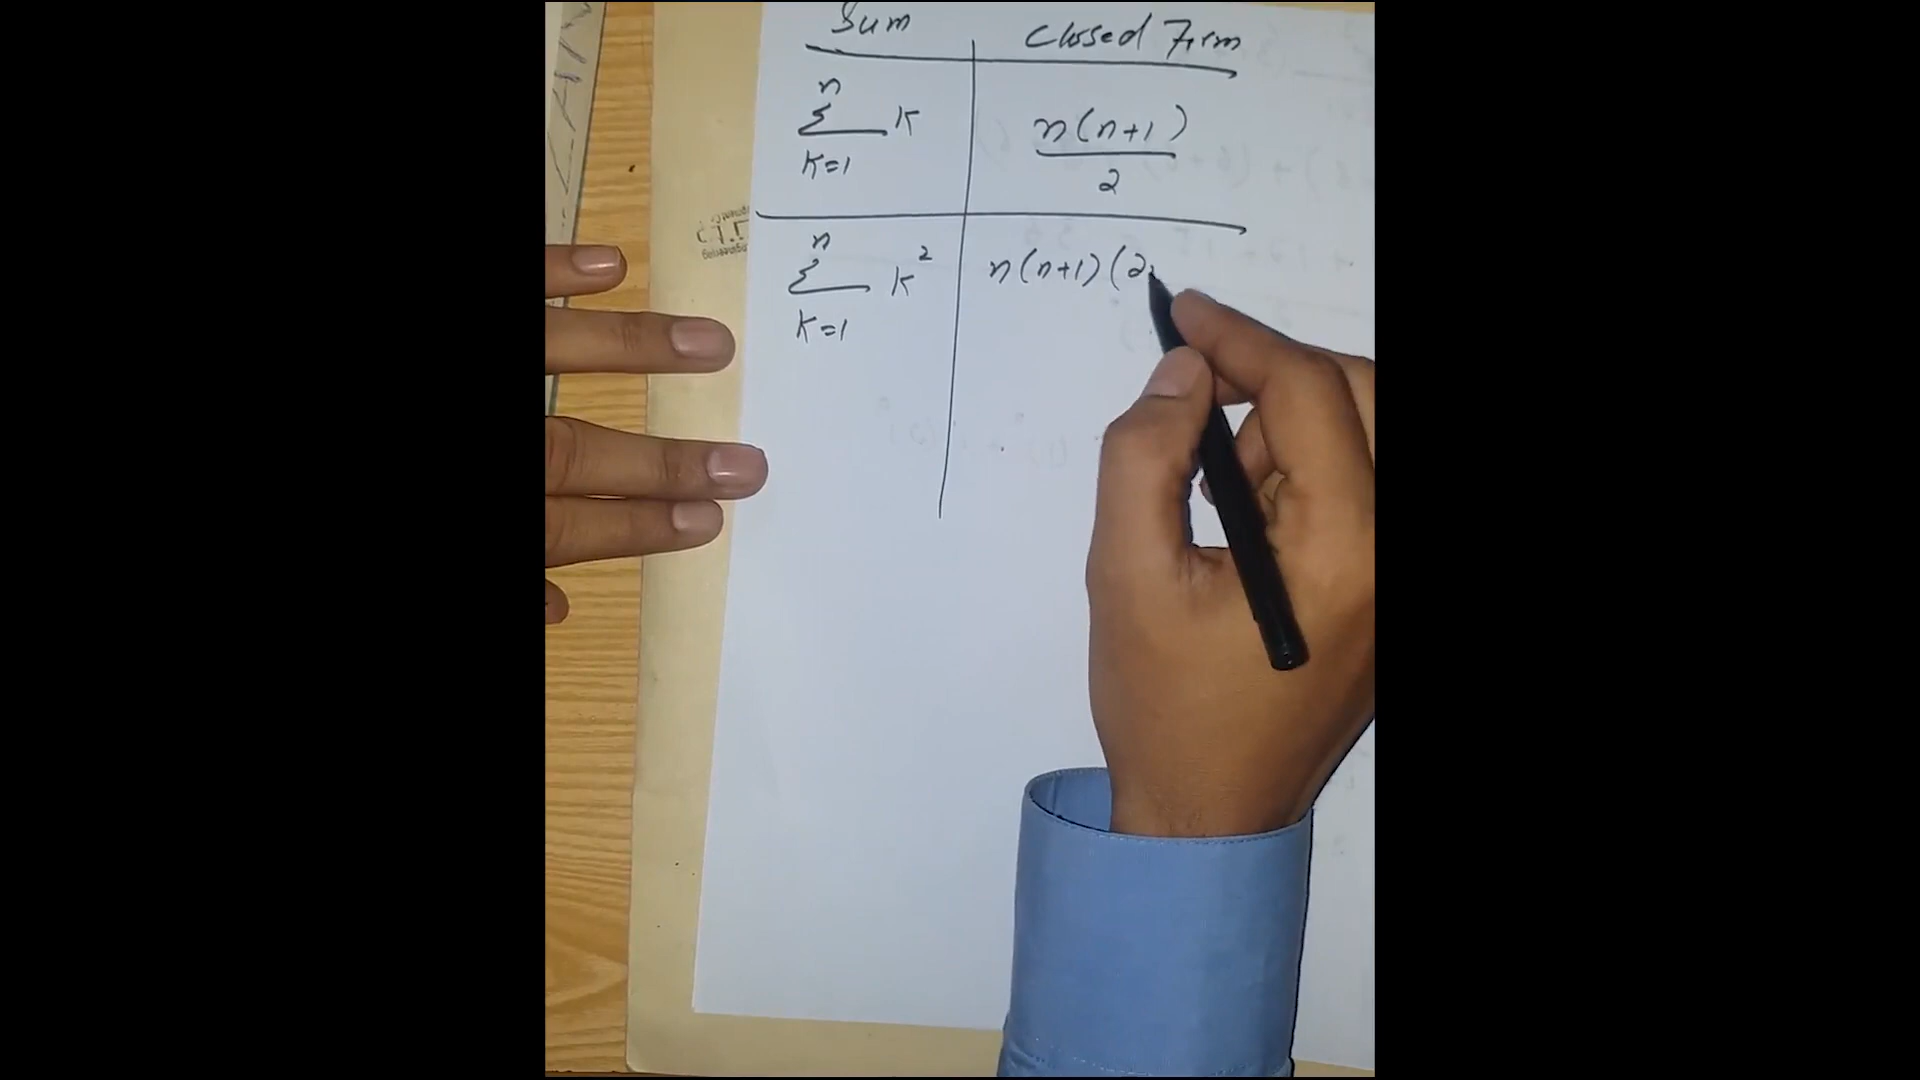 Sum Closed Form
n
Σ k n(n+1)
k=1 2
n
Σ k² n(n+1)(2
k=1